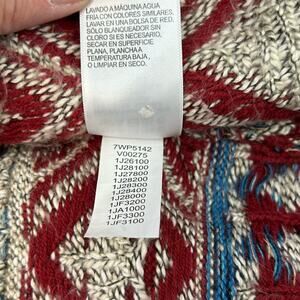 LAVADO A MÁQUINA AGUA
FRÍA CON COLORES SIMILARES,
LAVAR EN UNA BOLSA DE RED.
SÓLO BLANQUEADOR SIN
CLORO SI ES NECESARIO,
SECAR EN SUPERFICIE
PLANA, PLANCHA A
TEMPERATURA BAJA,
O LIMPIAR EN SECO.
7WP5142
V00275
1J26100
1J28100
1J27800
1J28200
1J28300
1J28400
1J28000
1JF3200
1JA1000
1JF3300
1JF3100